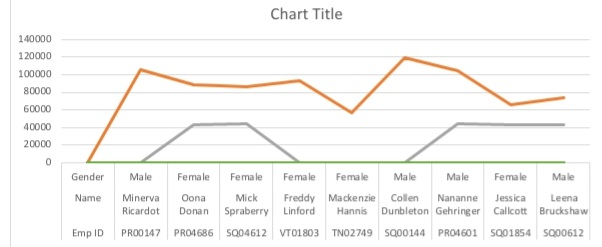 Chart Title
140000
120000
100000
80000
60000
40000
20000
0
Gender Male Female Female Female Female Male Male Female Male
Name Minerva Ricardot Oona Donan Mick Spraberry Freddy Linford Mackenzie Hannis Collen Dunbleton Nananne Gehringer Jessica Callcott Leena Bruckshaw
Emp ID PR00147 PR04686 SQ04612 VT01803 TN02749 SQ00144 PR04601 SQ01854 SQ00612